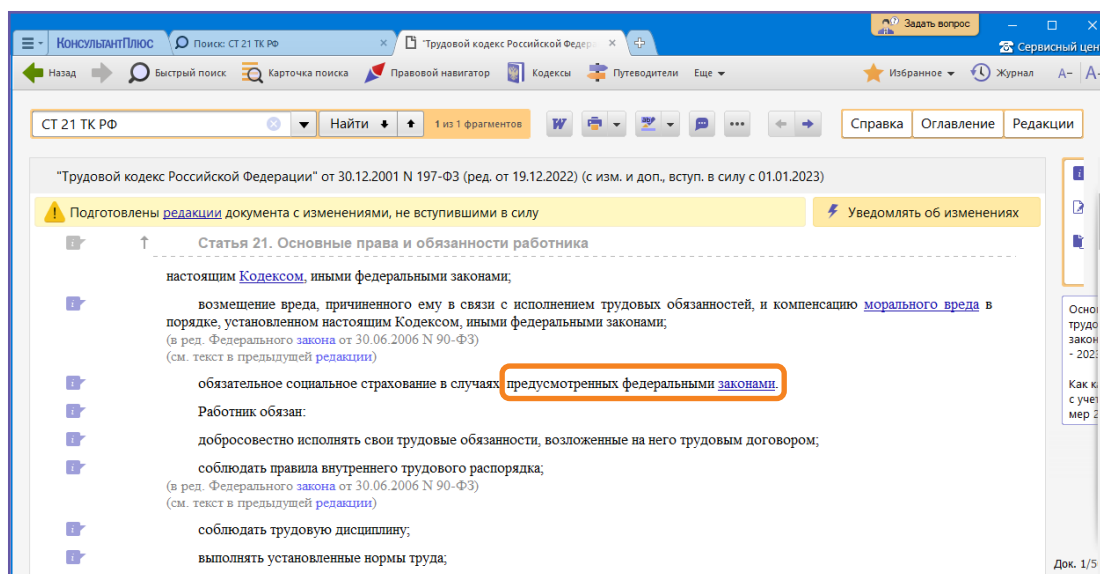 Задать вопрос
КонсультантПлюс
Поиск: СТ 21 ТК РФ
"Трудовой кодекс Российской
Сервисный
Назад
Быстрый поиск
Карточка поиска
Правовой навигатор
Кодексы
Путеводители
Еще
Избранное
Журнал
А-
СТ 21 ТК РФ
Найти
1 из 1 фрагментов
W
Справка
Оглавление
Редакции
"Трудовой кодекс Российской Федерации" от 30.12.2001 N 197-ФЗ (ред. от 19.12.2022) (с изм. и доп., вступ. в силу с 01.01.2023)
Подготовлены редакции документа с изменениями, не вступившими в силу
Уведомлять об изменениях
Статья 21. Основные права и обязанности работника
настоящим Кодексом, иными федеральными законами;
возмещение вреда, причиненного ему в связи с исполнением трудовых обязанностей, и компенсацию морального вреда в
порядке, установленном настоящим Кодексом, иными федеральными законами;
(в ред. Федерального закона от 30.06.2006 N 90-ФЗ)
(см. текст в предыдущей редакции)
обязательное социальное страхование в случаях предусмотренных федеральными законами.
Работник обязан:
добросовестно исполнять свои трудовые обязанности, возложенные на него трудовым договором;
соблюдать правила внутреннего трудового распорядка;
(в ред. Федерального закона от 30.06.2006 N 90-ФЗ)
(см. текст в предыдущей редакции)
соблюдать трудовую дисциплину;
выполнять установленные нормы труда;
Как
с
мер
Док. 1/5